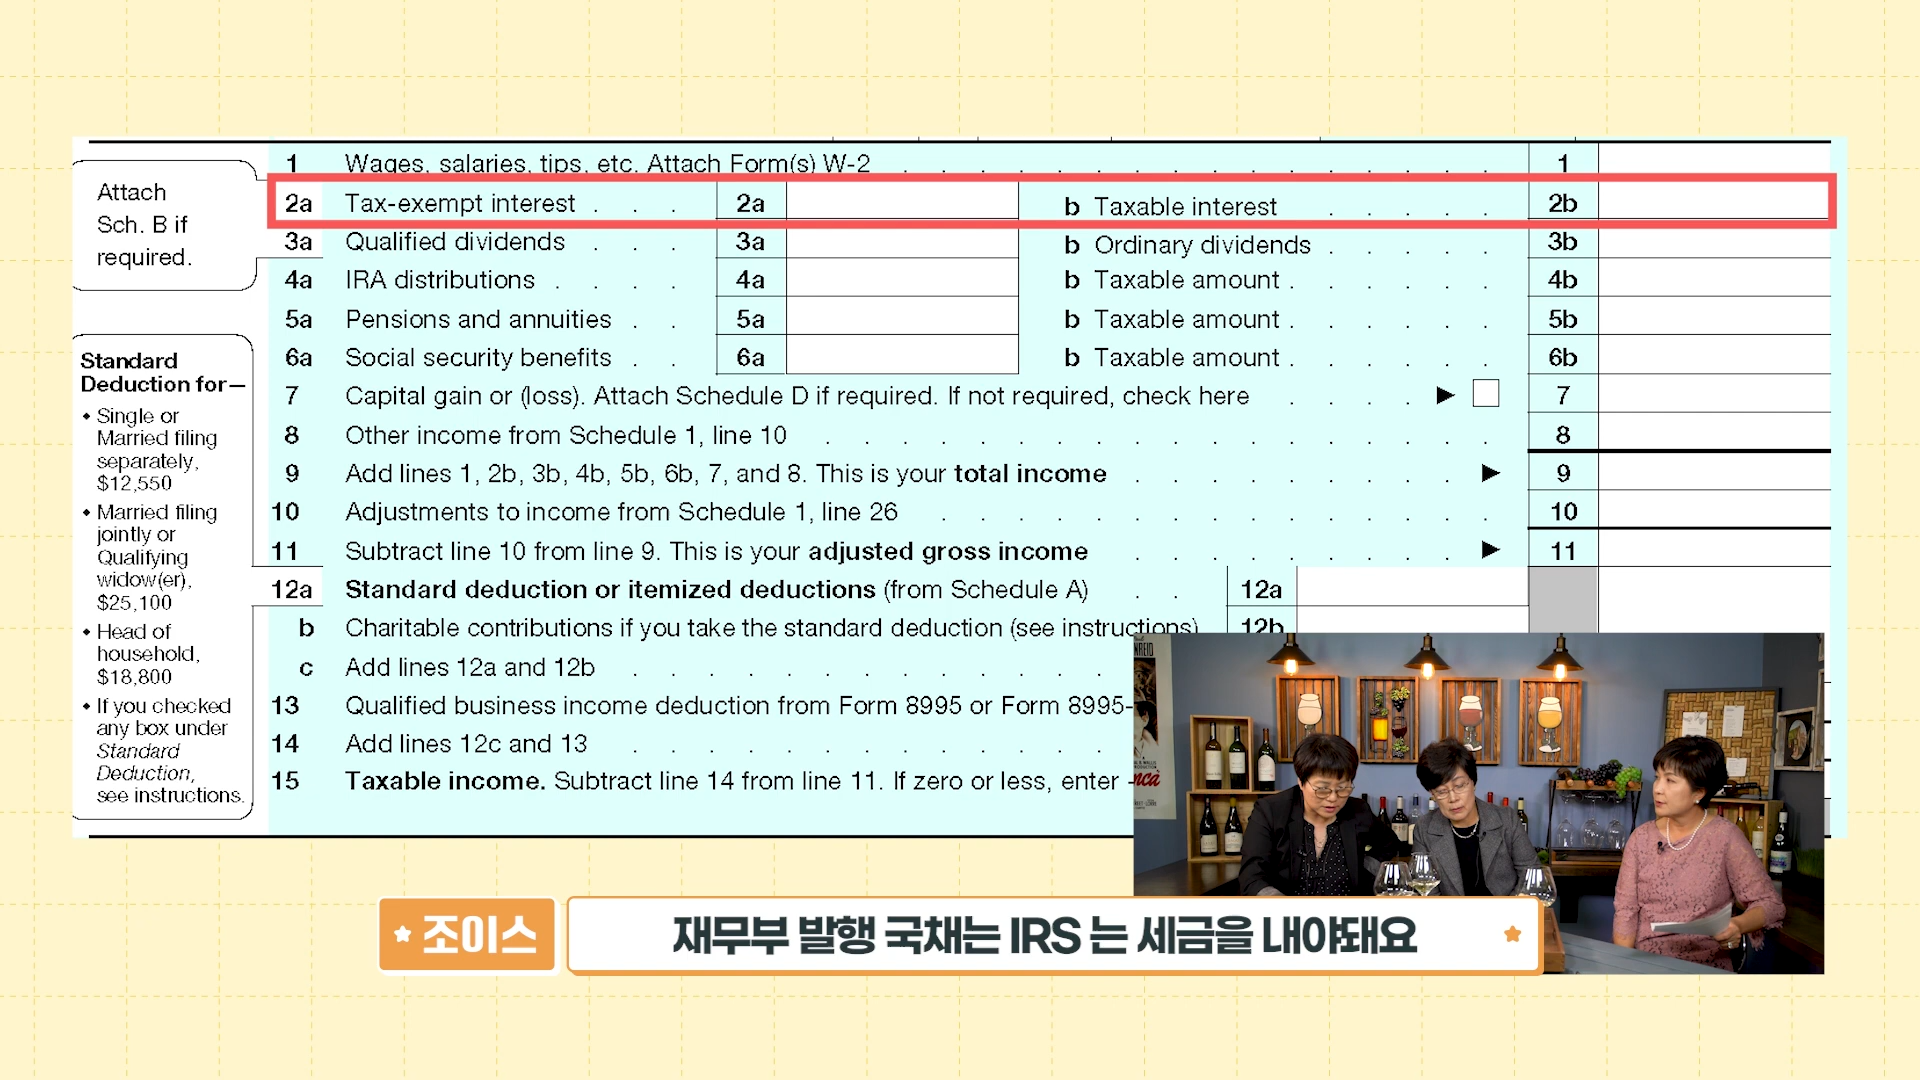 1 Wages, salaries, tips, etc. Attach Form(s) W-2 . . . . . . . . . . . . . . . . 1
2a Tax-exempt interest . . . 2a b Taxable interest . . . . . 2b
3a Qualified dividends . . . 3a b Ordinary dividends . . . . . 3b
4a IRA distributions . . . . 4a b Taxable amount . . . . . . 4b
5a Pensions and annuities . . 5a b Taxable amount . . . . . . 5b
6a Social security benefits . . 6a b Taxable amount . . . . . . 6b
7 Capital gain or (loss). Attach Schedule D if required. If not required, check here . . . . ▶ 7
8 Other income from Schedule 1, line 10 . . . . . . . . . . . . . . . . . . 8
9 Add lines 1, 2b, 3b, 4b, 5b, 6b, 7, and 8. This is your total income . . . . . . . . . ▶ 9
10 Adjustments to income from Schedule 1, line 26 . . . . . . . . . . . . . . . 10
11 Subtract line 10 from line 9. This is your adjusted gross income . . . . . . . . . ▶ 11
12a Standard deduction or itemized deductions (from Schedule A) . . 12a
b Charitable contributions if you take the standard deduction (see instructions) 12b
c Add lines 12a and 12b . . . . . . . . . . . . .
13 Qualified business income deduction from Form 8995 or Form 8995-
14 Add lines 12c and 13 . . . . . . . . . . . . .
15 Taxable income. Subtract line 14 from line 11. If zero or less, enter -
Attach
Sch. B if
required.
Standard
Deduction for—
• Single or
Married filing
separately,
$12,550
• Married filing
jointly or
Qualifying
widow(er),
$25,100
• Head of
household,
$18,800
• If you checked
any box under
Standard
Deduction,
see instructions.
조이스
재무부 발행 국채는 IRS 는 세금을 내야돼요